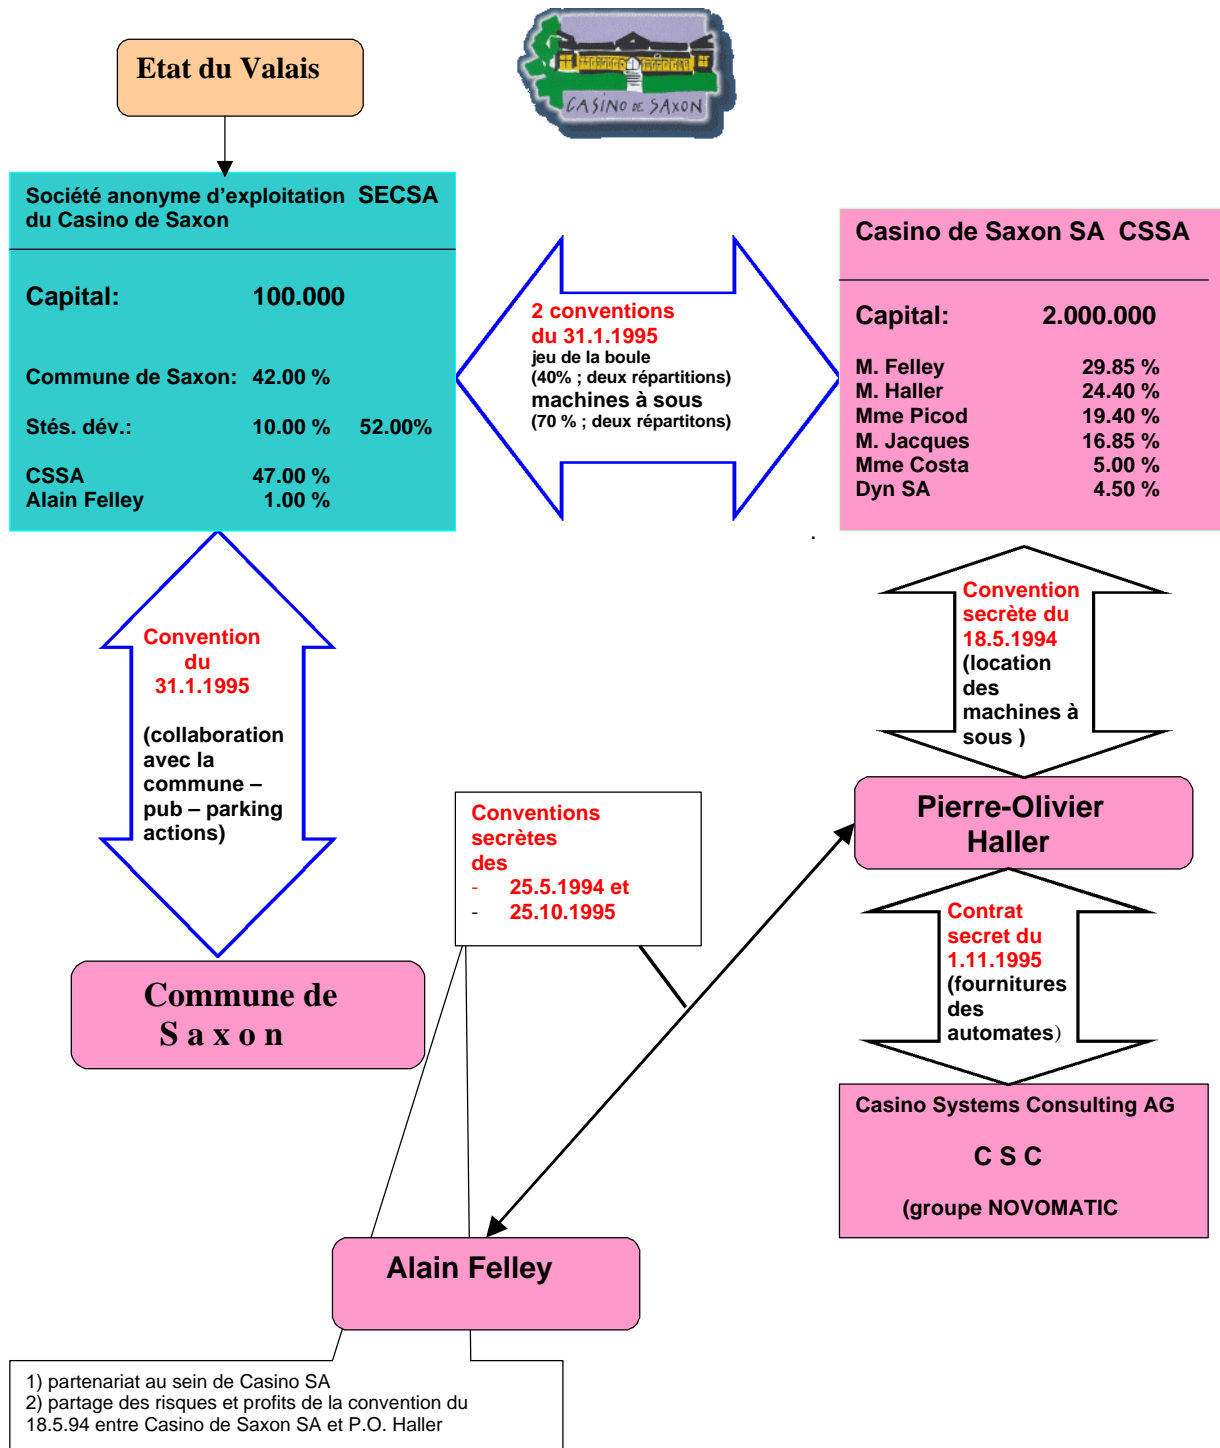 Etat du Valais
CASINO DE SAXON
Société anonyme d'exploitation SECSA
du Casino de Saxon
Capital: 100.000
Commune de Saxon: 42.00 %
Stés. dév.: 10.00 % 52.00%
CSSA 47.00 %
Alain Felley 1.00 %
2 conventions
du 31.1.1995
jeu de la boule
(40% ; deux répartitions)
machines à sous
(70 % ; deux répartitons)
Casino de Saxon SA CSSA
Capital: 2.000.000
M. Felley 29.85 %
M. Haller 24.40 %
Mme Picod 19.40 %
M. Jacques 16.85 %
Mme Costa 5.00 %
Dyn SA 4.50 %
.
Convention
du
31.1.1995
(collaboration
avec la
commune –
pub – parking
actions)
Convention
secrète du
18.5.1994
(location
des
machines à
sous )
Conventions
secrètes
des
- 25.5.1994 et
- 25.10.1995
Pierre-Olivier
Haller
Contrat
secret du
1.11.1995
(fournitures
des
automates)
Commune de
S a x o n
Casino Systems Consulting AG
C S C
(groupe NOVOMATIC
Alain Felley
1) partenariat au sein de Casino SA
2) partage des risques et profits de la convention du
18.5.94 entre Casino de Saxon SA et P.O. Haller